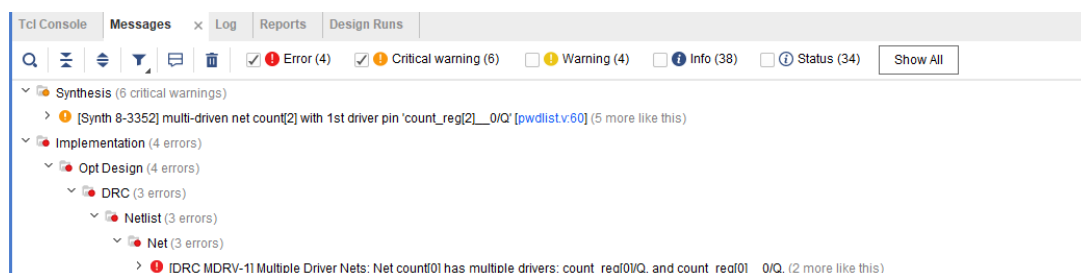 Tcl Console Messages × Log Reports Design Runs
Error (4) Critical warning (6) Warning (4) Info (38) Status (34) Show All
Synthesis (6 critical warnings)
[Synth 8-3352] multi-driven net count[2] with 1st driver pin 'count_reg[2]__0/Q' [pwdlist.v:60] (5 more like this)
Implementation (4 errors)
Opt Design (4 errors)
DRC (3 errors)
Netlist (3 errors)
Net (3 errors)
[DRC MDRV-1] Multiple Driver Nets: Net count[0] has multiple drivers: count_reg[0]/Q, and count_reg[0]__0/Q. (2 more like this)